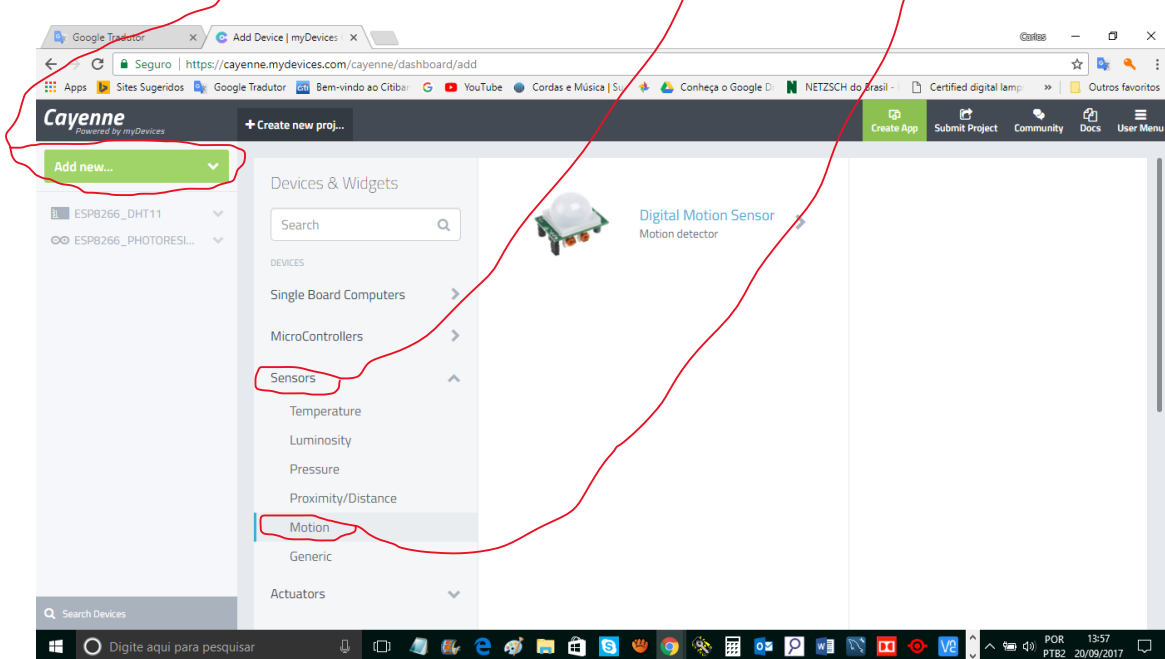 Google Tradutor
Add Device | myDevices
Carlos
Seguro | https://cayenne.mydevices.com/cayenne/dashboard/add
Apps Sites Sugeridos Google Tradutor citi Bem-vindo ao Citibar YouTube Cordas e Música | Su Conheça o Google D NETZSCH do Brasil - Certified digital lamp » Outros favoritos
Cayenne
Powered by myDevices
+ Create new proj...
Create App
Submit Project
Community
Docs
User Menu
Add new...
ESP8266_DHT11
ESP8266_PHOTORESI...
Devices & Widgets
Search
DEVICES
Single Board Computers
MicroControllers
Sensors
Temperature
Luminosity
Pressure
Proximity/Distance
Motion
Generic
Actuators
Digital Motion Sensor
Motion detector
Search Devices
Digite aqui para pesquisar
POR 13:57
PTB2 20/09/2017